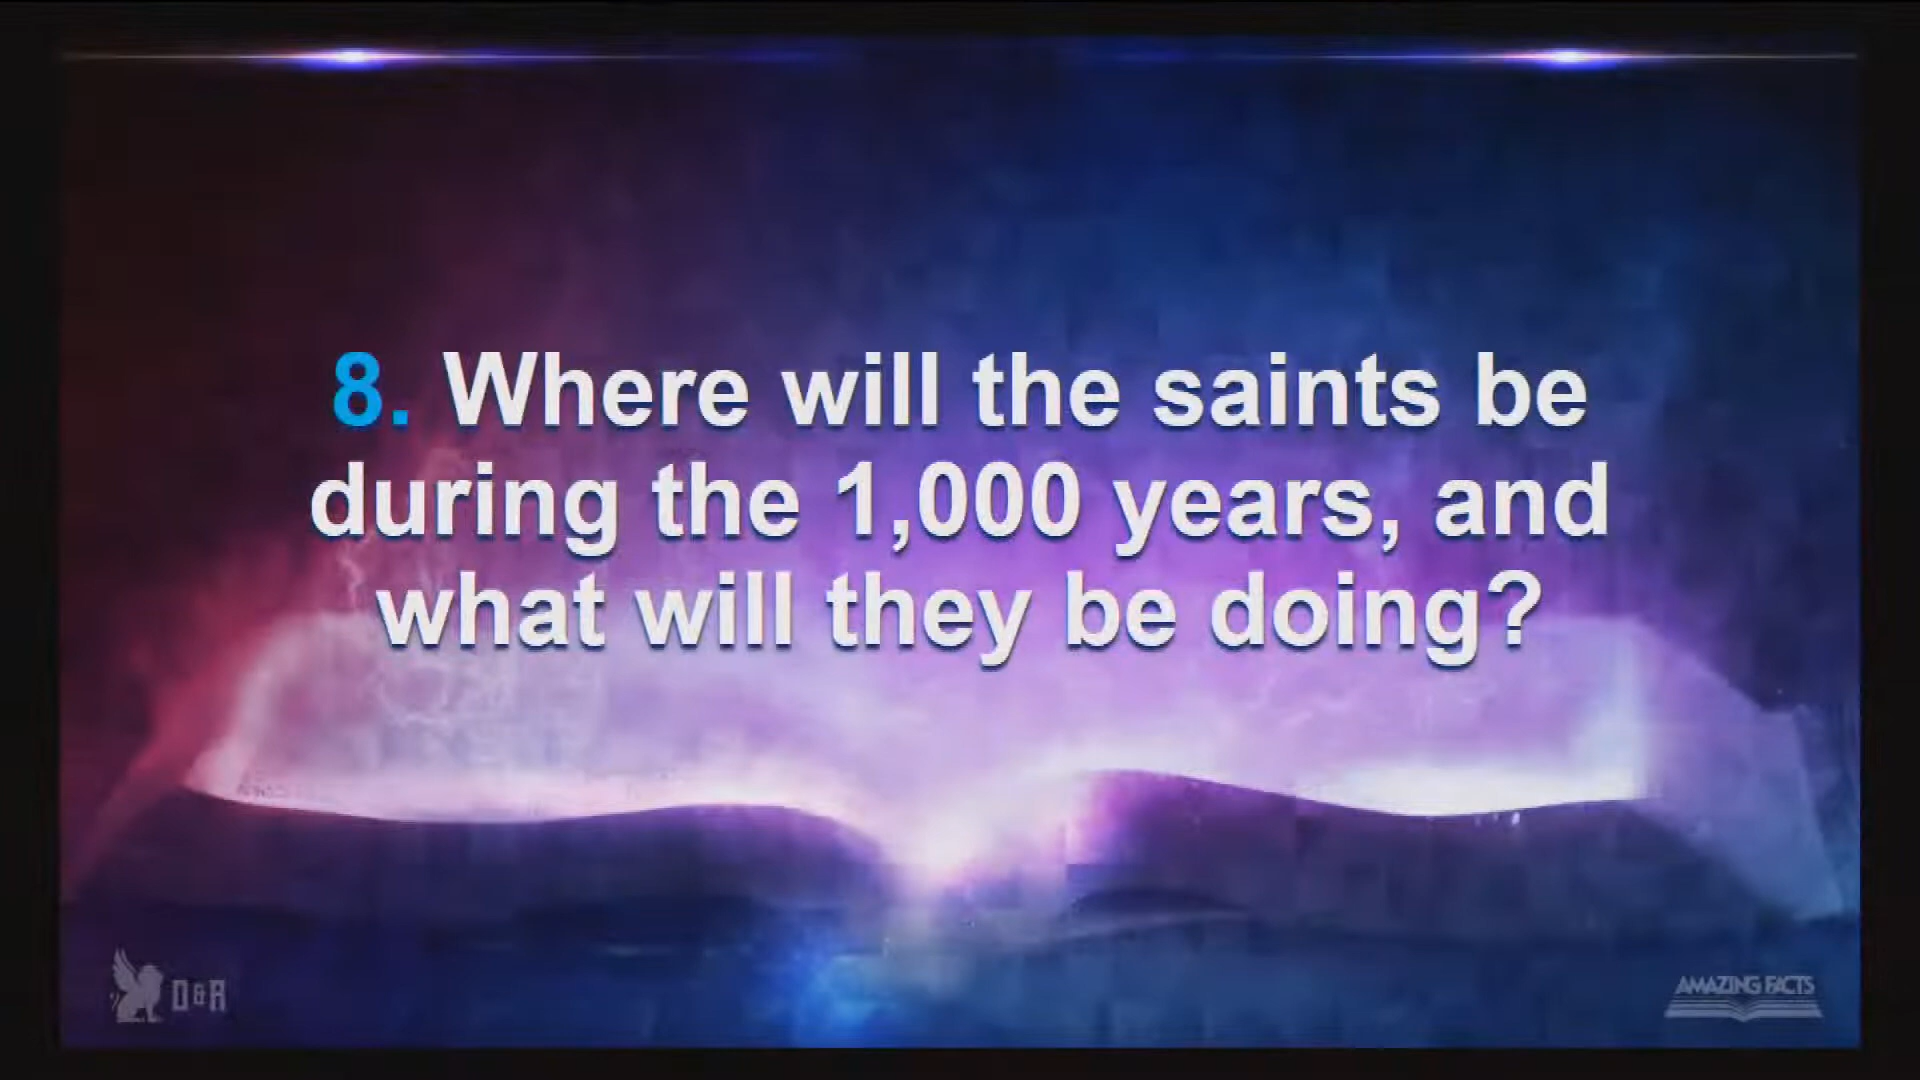 8. Where will the saints be
during the 1,000 years, and
what will they be doing?
D&R
AMAZING FACTS